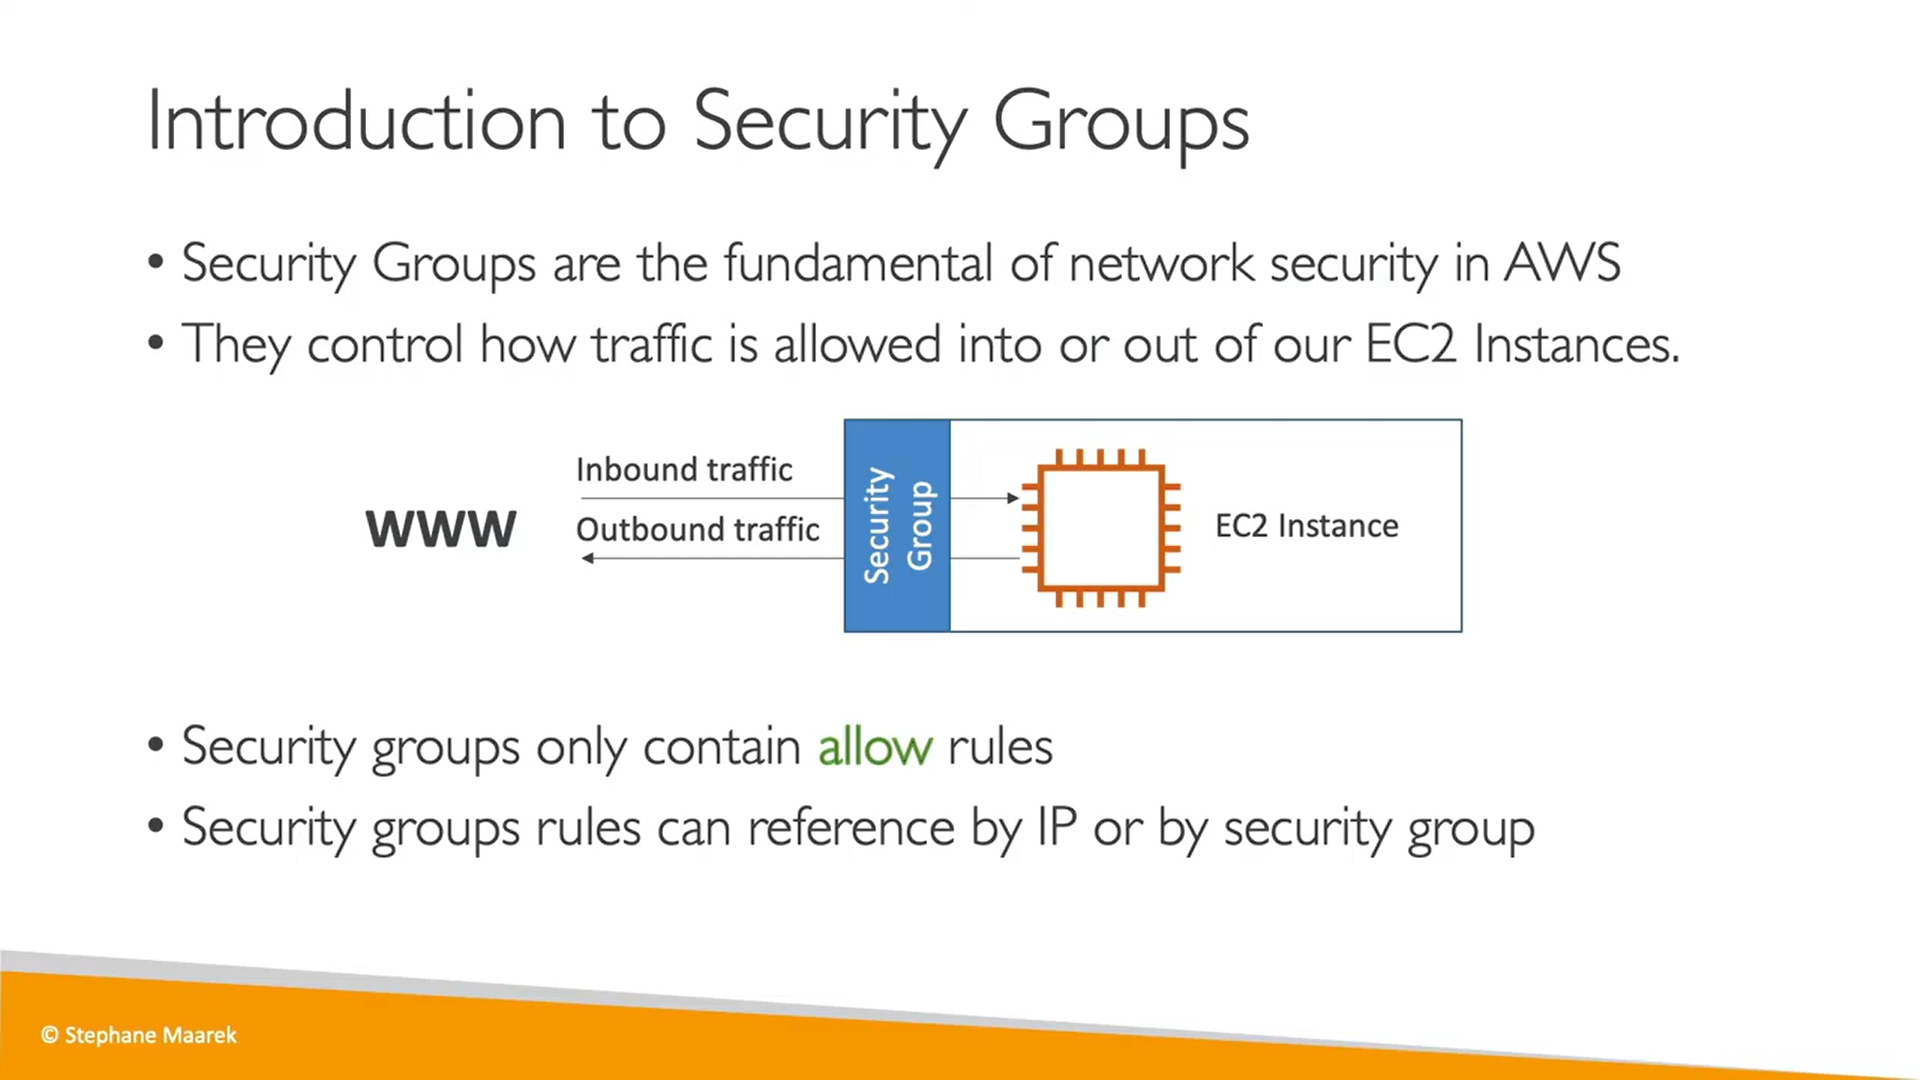 Introduction to Security Groups
• Security Groups are the fundamental of network security in AWS
• They control how traffic is allowed into or out of our EC2 Instances.
WWW
Inbound traffic
Outbound traffic
Security
Group
EC2 Instance
• Security groups only contain allow rules
• Security groups rules can reference by IP or by security group
© Stephane Maarek